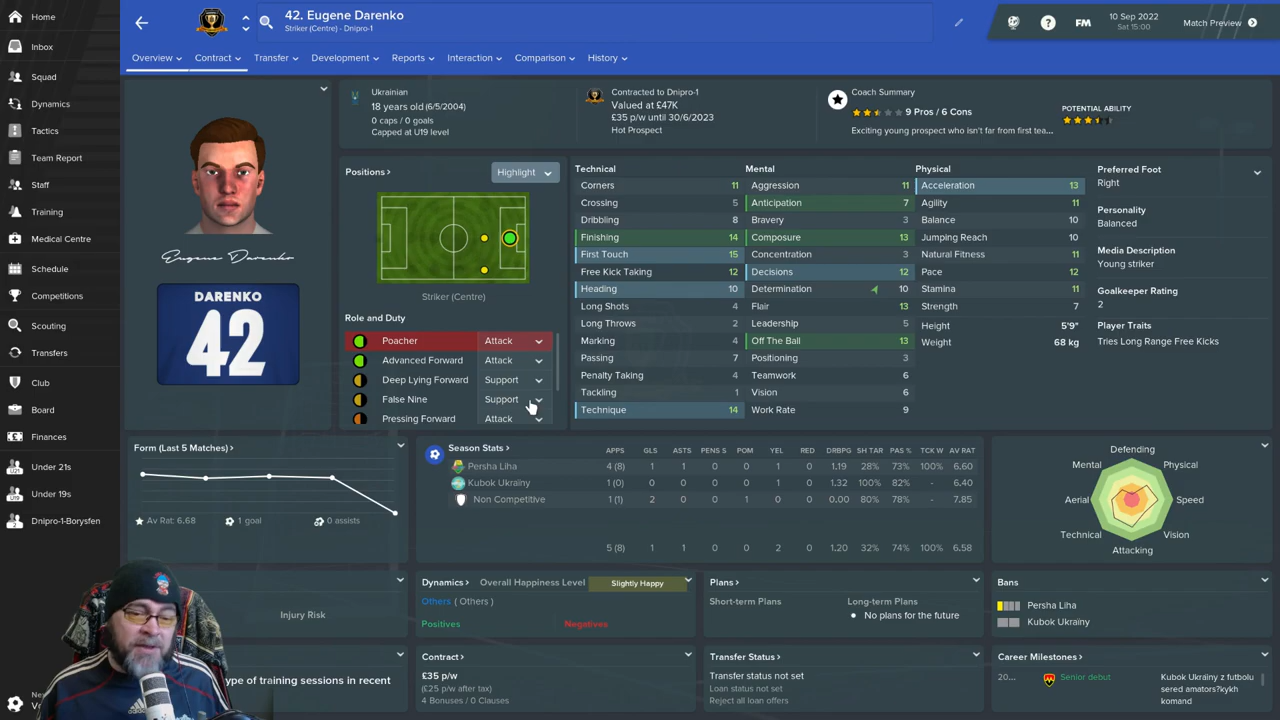 Home
Inbox
Squad
Dynamics
Tactics
Team Report
Staff
Training
Medical Centre
Schedule
Competitions
Scouting
Transfers
Club
Board
Finances
Under 21s
Under 19s
Dnipro-1-Borysfen
42. Eugene Darenko
Striker (Centre) - Dnipro-1
FM
10 Sep 2022
Sat 15:00
Match Preview
Overview
Contract
Transfer
Development
Reports
Interaction
Comparison
History
Eugene Darenko
DARENKO
42
Ukrainian
18 years old (6/5/2004)
0 caps / 0 goals
Capped at U19 level
Contracted to Dnipro-1
Valued at £47K
£35 p/w until 30/6/2023
Hot Prospect
Coach Summary
9 Pros / 6 Cons
Exciting young prospect who isn't far from first tea...
POTENTIAL ABILITY
Positions >
Highlight
Striker (Centre)
Role and Duty
Poacher Attack
Advanced Forward Attack
Deep Lying Forward Support
False Nine Support
Pressing Forward Attack
Technical
Corners 11
Crossing 5
Dribbling 8
Finishing 14
First Touch 15
Free Kick Taking 12
Heading 10
Long Shots 4
Long Throws 2
Marking 4
Passing 7
Penalty Taking 4
Tackling 1
Technique 14
Mental
Aggression 11
Anticipation 7
Bravery 3
Composure 13
Concentration 3
Decisions 12
Determination 10
Flair 13
Leadership 5
Off The Ball 13
Positioning 3
Teamwork 6
Vision 6
Work Rate 9
Physical
Acceleration 13
Agility 11
Balance 10
Jumping Reach 10
Natural Fitness 11
Pace 12
Stamina 11
Strength 7
Height 5'9"
Weight 68 kg
Preferred Foot
Right
Personality
Balanced
Media Description
Young striker
Goalkeeper Rating
2
Player Traits
Tries Long Range Free Kicks
Form (Last 5 Matches) >
Av Rat: 6.68 1 goal 0 assists
Season Stats > APPS GLS ASTS PENS S POM YEL RED DRBPG SH TAR PAS % TCK W AV RAT
Persha Liha 4 (8) 1 1 0 0 1 0 1.19 28% 73% 100% 6.60
Kubok Ukrainy 1 (0) 0 0 0 0 1 0 1.32 100% 82% - 6.40
Non Competitive 1 (1) 2 0 0 1 0 0 0.00 80% 78% - 7.85
5 (8) 1 1 0 0 2 0 1.20 32% 74% 100% 6.58
Defending
Mental Physical
Aerial Speed
Technical Vision
Attacking
Injury Risk
Dynamics > Overall Happiness Level Slightly Happy
Others ( Others )
Positives Negatives
Plans >
Short-term Plans
Long-term Plans
No plans for the future
Bans
Persha Liha
Kubok Ukrainy
type of training sessions in recent
Contract >
£35 p/w
(£25 p/w after tax)
4 Bonuses / 0 Clauses
Transfer Status >
Transfer status not set
Loan status not set
Reject all loan offers
Career Milestones >
20... Senior debut
Kubok Ukrainy z futbolu
sered amators?kykh
komand